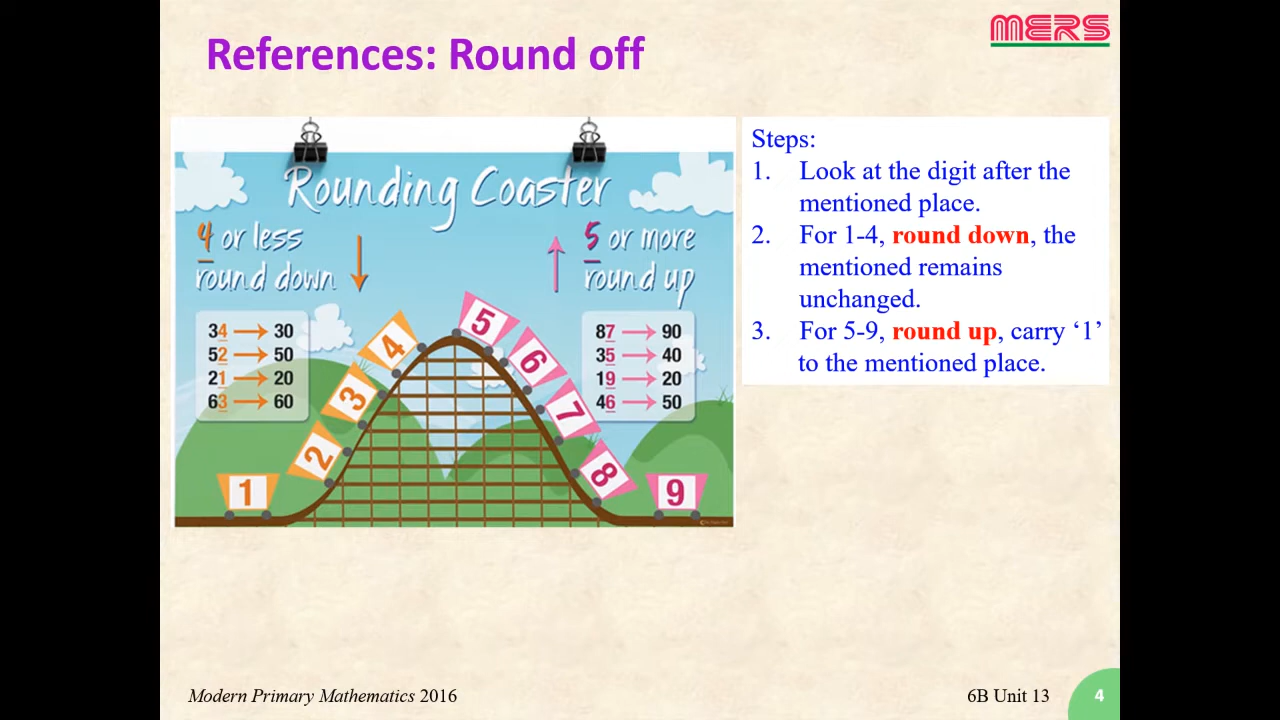 References: Round off
MERS
Rounding Coaster
4 or less
round down
5 or more
round up
34 → 30
52 → 50
21 → 20
63 → 60
87 → 90
35 → 40
19 → 20
46 → 50
1
2
3
4
5
6
7
8
9
Steps:
1. Look at the digit after the
mentioned place.
2. For 1-4, round down, the
mentioned remains
unchanged.
3. For 5-9, round up, carry ‘1’
to the mentioned place.
Modern Primary Mathematics 2016
6B Unit 13
4